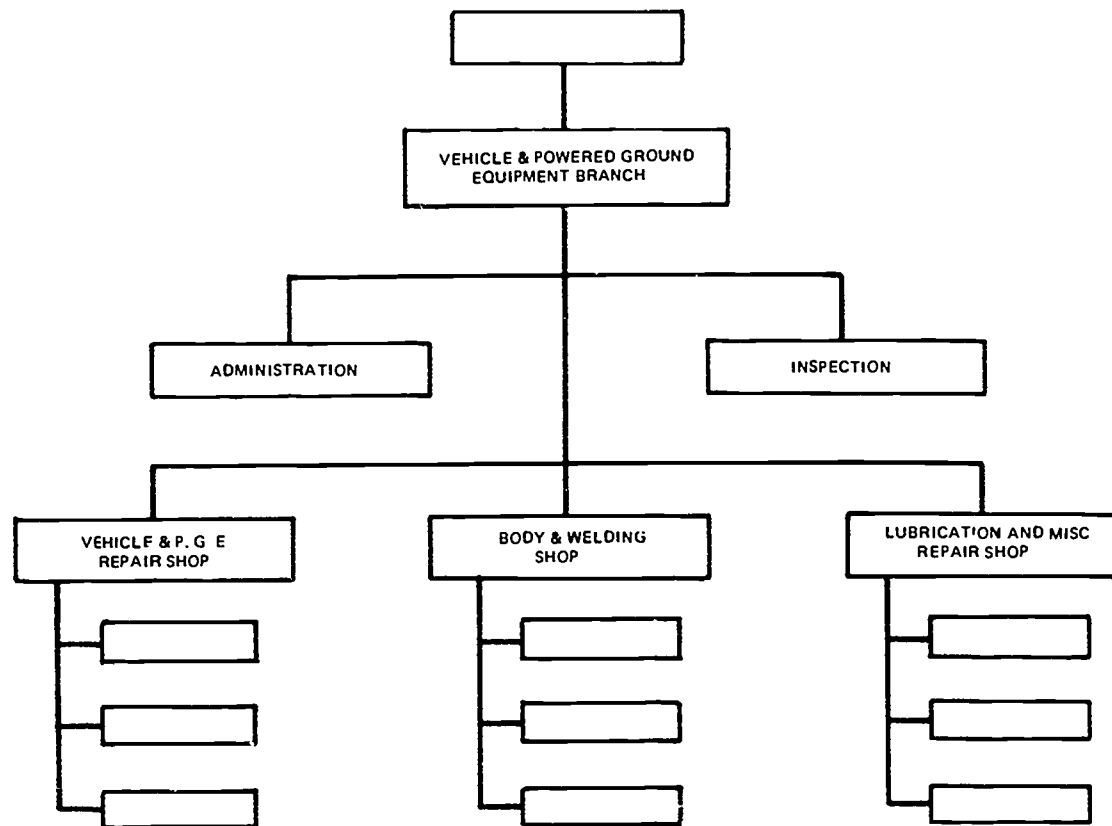 VEHICLE & POWERED GROUND
EQUIPMENT BRANCH
ADMINISTRATION
INSPECTION
VEHICLE & P. G E
REPAIR SHOP
BODY & WELDING
SHOP
LUBRICATION AND MISC
REPAIR SHOP